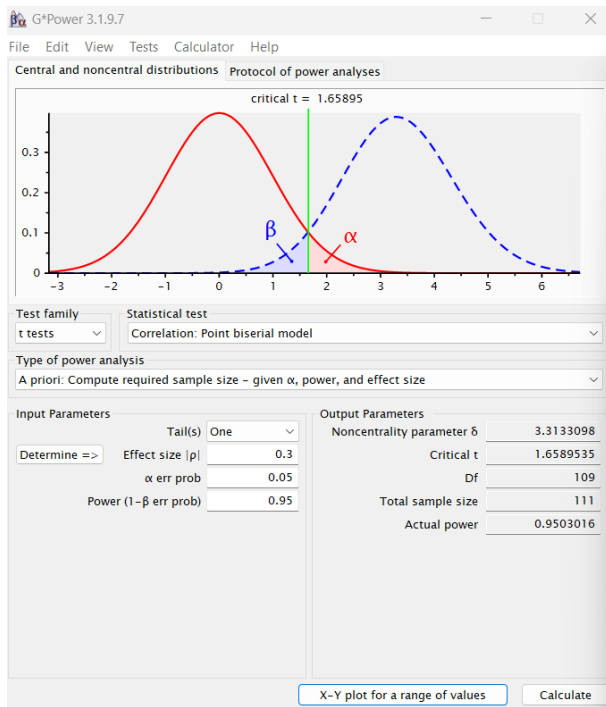 βα G*Power 3.1.9.7
File Edit View Tests Calculator Help
Central and noncentral distributions Protocol of power analyses
critical t = 1.65895
0.3
0.2
β α
0.1
0
-3 -2 -1 0 1 2 3 4 5 6
Test family Statistical test
t tests Correlation: Point biserial model
Type of power analysis
A priori: Compute required sample size – given α, power, and effect size
Input Parameters Output Parameters
Tail(s) One Noncentrality parameter δ 3.3133098
Determine => Effect size |ρ| 0.3 Critical t 1.6589535
α err prob 0.05 Df 109
Power (1-β err prob) 0.95 Total sample size 111
Actual power 0.9503016
X-Y plot for a range of values Calculate